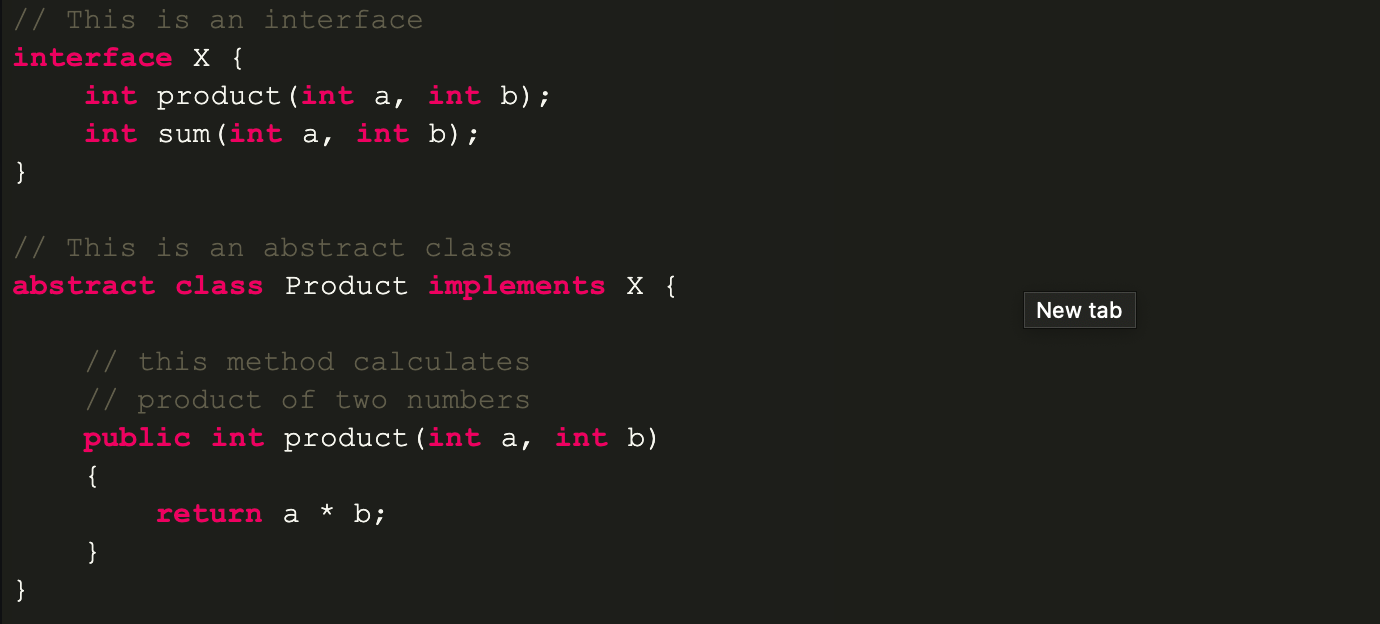 // This is an interface
interface X {
    int product(int a, int b);
    int sum(int a, int b);
}
// This is an abstract class
abstract class Product implements X {
New tab
    // this method calculates
    // product of two numbers
    public int product(int a, int b)
    {
        return a * b;
    }
}